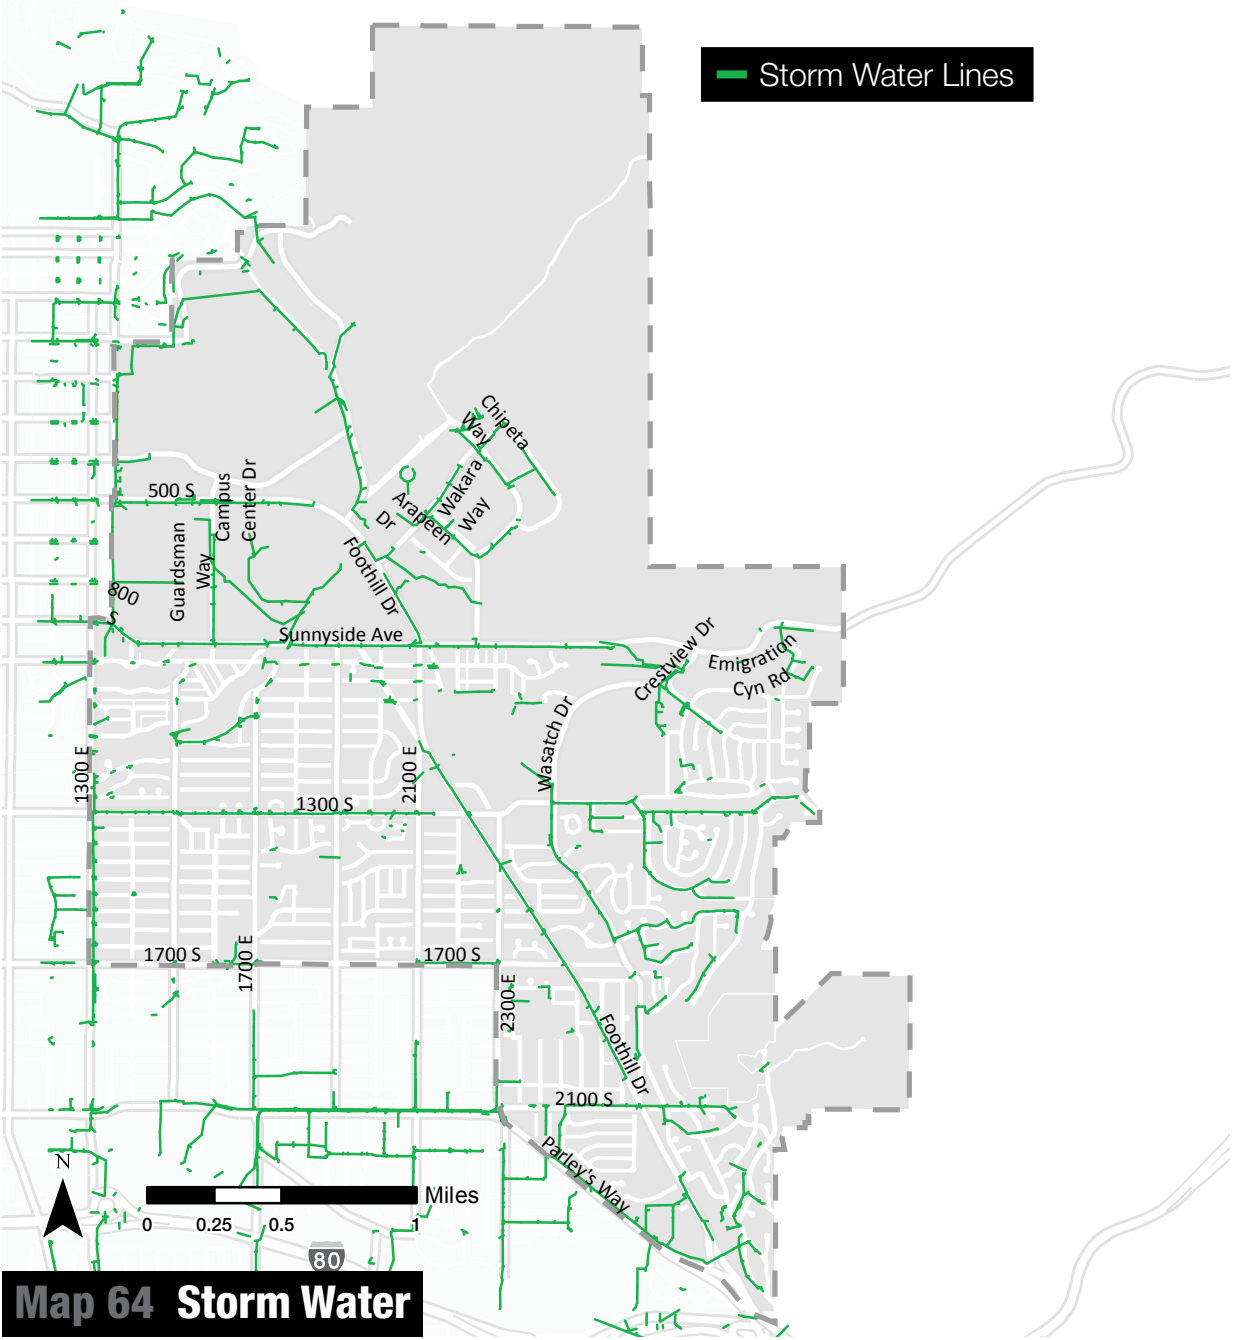 Storm Water Lines
Chipeta
Way
Wakara
Way
Arapeen
Dr
500 S
Campus
Center Dr
Guardsman
Way
Foothill Dr
800
S
Sunnyside Ave
Crestview Dr
Emigration
Cyn Rd
Wasatch Dr
1300 E
2100 E
1300 S
1700 S
1700 E
1700 S
2300 E
Foothill Dr
2100 S
Parley's Way
N
Miles
0 0.25 0.5 1
80
Map 64 Storm Water